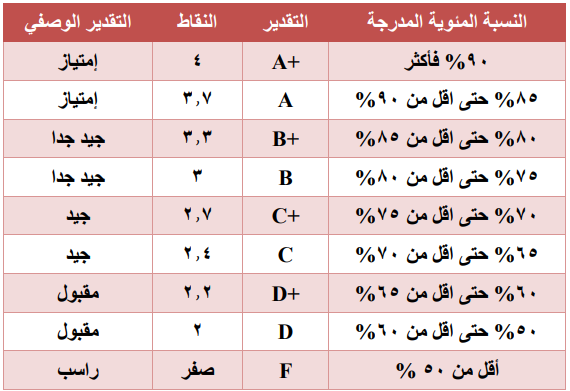 النسبة المئوية المدرجة التقدير النقاط التقدير الوصفي
٩٠% فأكثر A+ ٤ إمتياز
٨٥% حتى اقل من ٩٠% A ٣,٧ إمتياز
٨٠% حتى اقل من ٨٥% B+ ٣,٣ جيد جدا
٧٥% حتى اقل من ٨٠% B ٣ جيد جدا
٧٠% حتى اقل من ٧٥% C+ ٢,٧ جيد
٦٥% حتى اقل من ٧٠% C ٢,٤ جيد
٦٠% حتى اقل من ٦٥% D+ ٢,٢ مقبول
٥٠% حتى اقل من ٦٠% D ٢ مقبول
أقل من ٥٠ % F صفر راسب